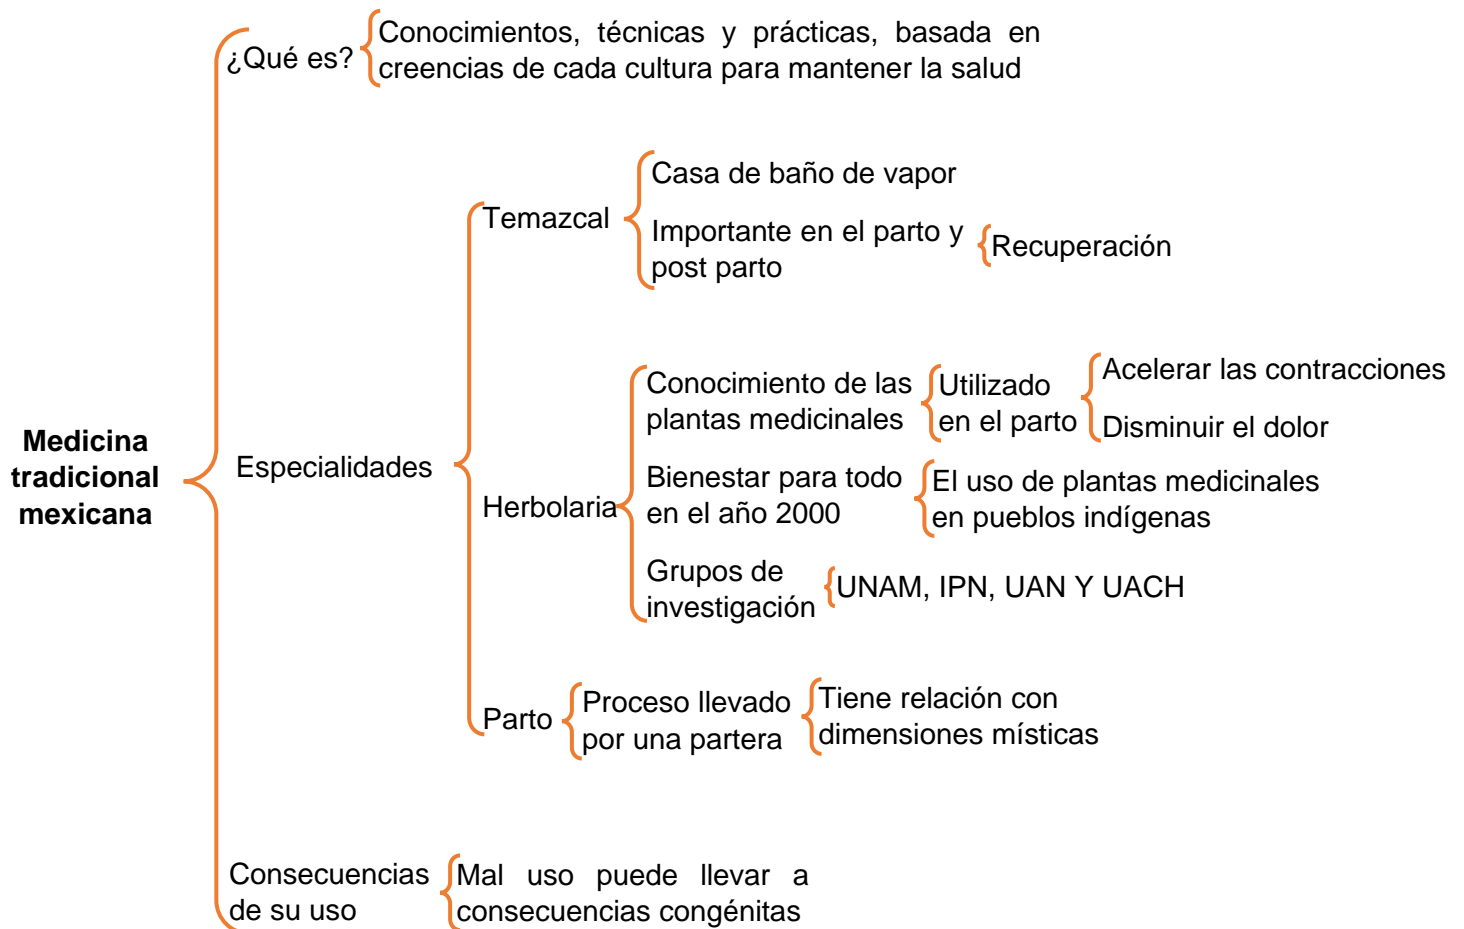 Medicina
tradicional
mexicana
¿Qué es?
Conocimientos, técnicas y prácticas, basada en
creencias de cada cultura para mantener la salud
Especialidades
Temazcal
Casa de baño de vapor
Importante en el parto y
post parto
Recuperación
Herbolaria
Conocimiento de las
plantas medicinales
Utilizado
en el parto
Acelerar las contracciones
Disminuir el dolor
Bienestar para todo
en el año 2000
El uso de plantas medicinales
en pueblos indígenas
Grupos de
investigación
UNAM, IPN, UAN Y UACH
Parto
Proceso llevado
por una partera
Tiene relación con
dimensiones místicas
Consecuencias
de su uso
Mal uso puede llevar a
consecuencias congénitas